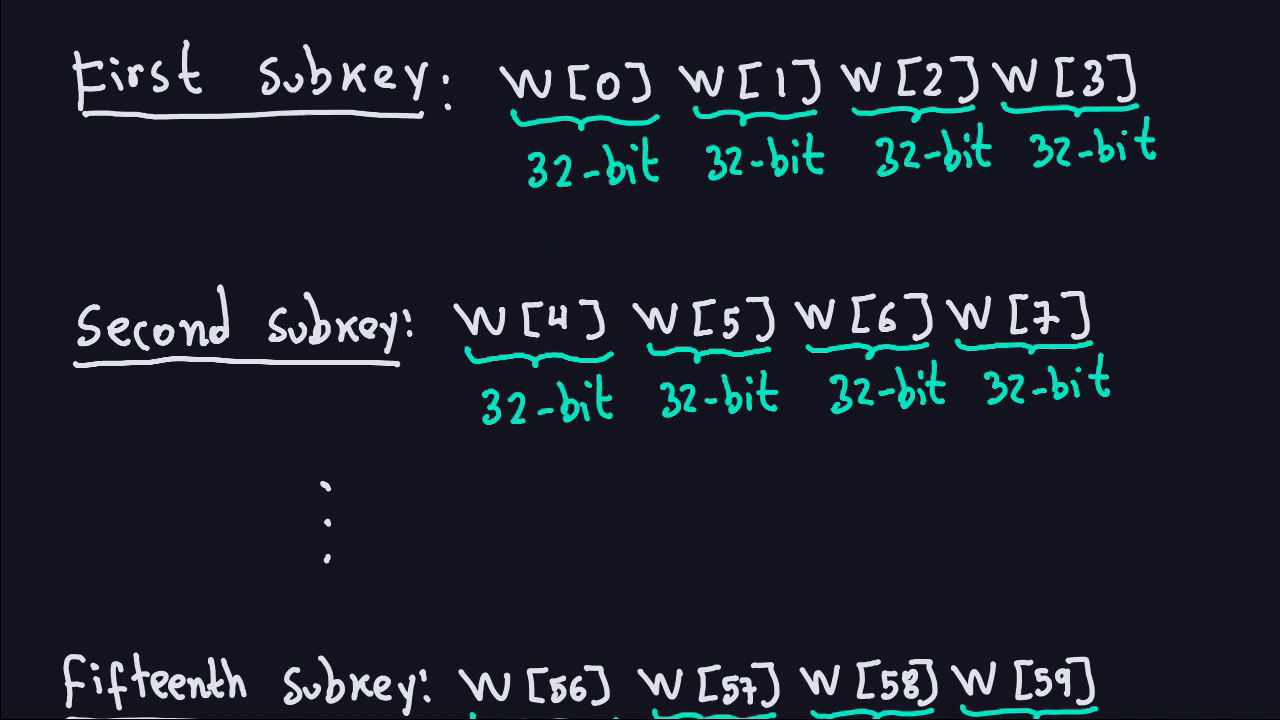 First subkey: W[0] W[1] W[2] W[3]
32-bit 32-bit 32-bit 32-bit
Second subkey: W[4] W[5] W[6] W[7]
32-bit 32-bit 32-bit 32-bit
Fifteenth subkey: W[56] W[57] W[58] W[59]